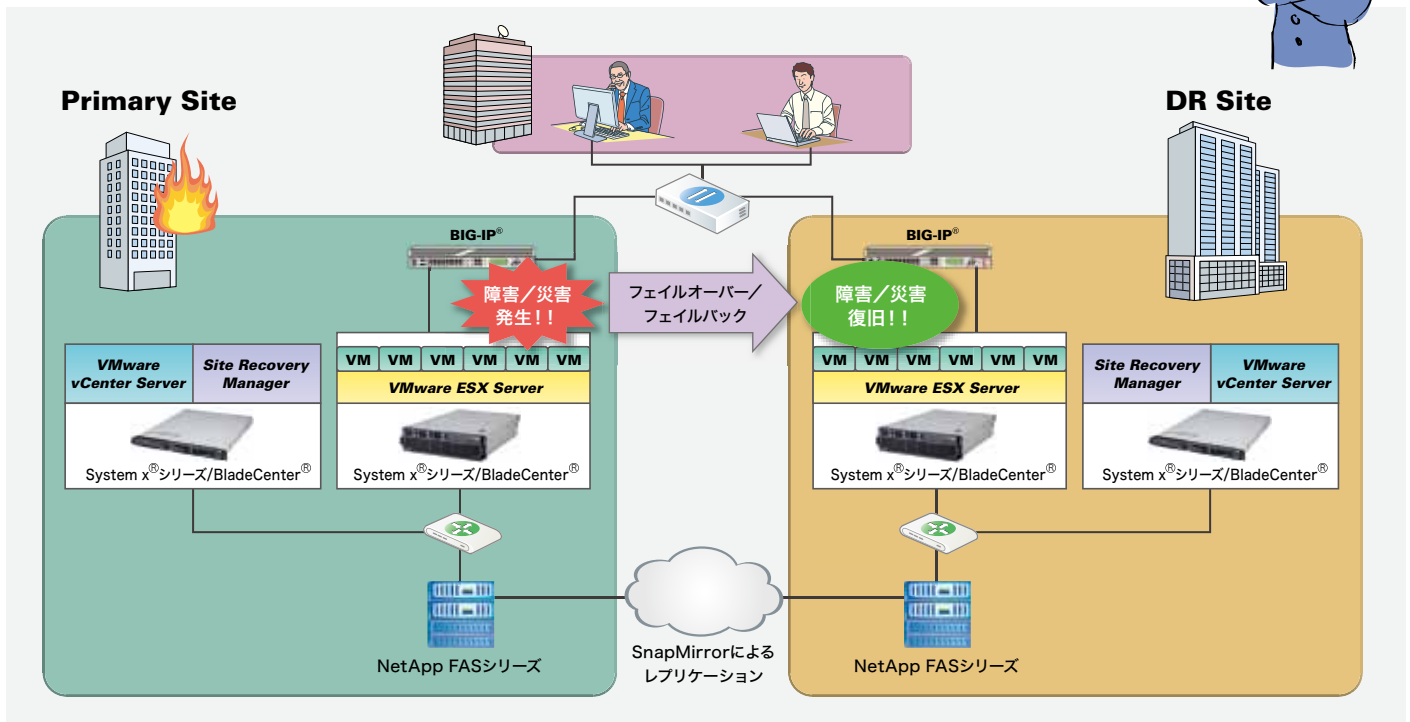 Primary Site
DR Site
BIG-IP®
BIG-IP®
障害／災害
発生！！
フェイルオーバー／
フェイルバック
障害／災害
復旧！！
VMware
vCenter Server
Site Recovery
Manager
VM VM VM VM VM VM
VMware ESX Server
VM VM VM VM VM VM
VMware ESX Server
Site Recovery
Manager
VMware
vCenter Server
System x®シリーズ/BladeCenter®
System x®シリーズ/BladeCenter®
System x®シリーズ/BladeCenter®
System x®シリーズ/BladeCenter®
NetApp FASシリーズ
SnapMirrorによる
レプリケーション
NetApp FASシリーズ